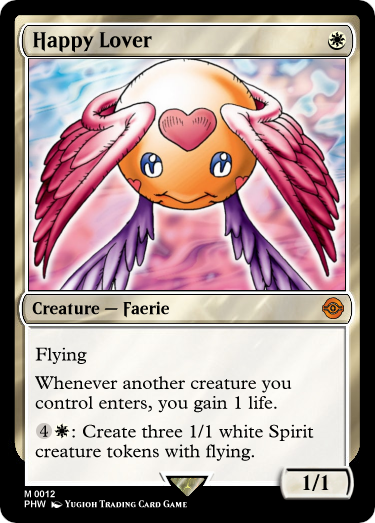 Happy Lover
Creature — Faerie
Flying
Whenever another creature you
control enters, you gain 1 life.
4: Create three 1/1 white Spirit
creature tokens with flying.
1/1
M 0012
PHW YUGIOH TRADING CARD GAME